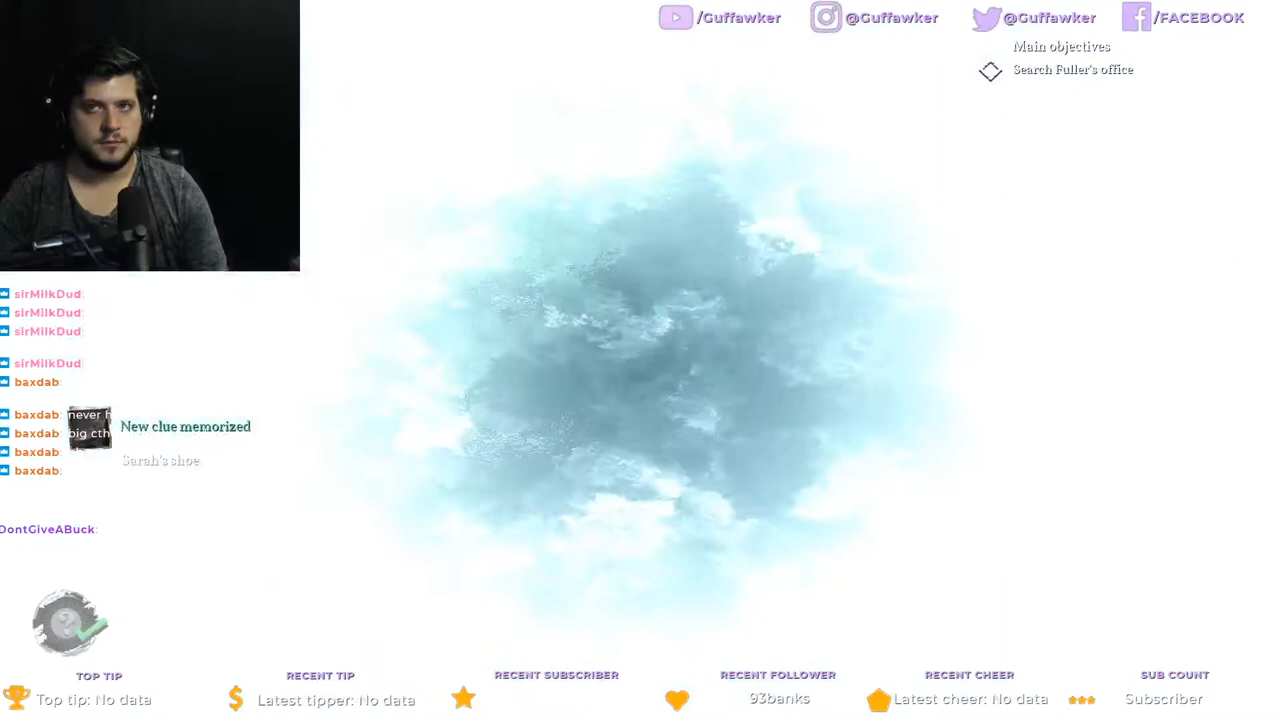 /Guffawker
@Guffawker
@Guffawker
/FACEBOOK
Main objectives
Search Fuller's office
sirMilkDud:
sirMilkDud:
sirMilkDud:
sirMilkDud:
baxdab:
baxdab: never
baxdab: big
baxdab:
baxdab:
New clue memorized
Sarah's shoe
DontGiveABuck:
TOP TIP
Top tip: No data
RECENT TIP
Latest tipper: No data
RECENT SUBSCRIBER
RECENT FOLLOWER
93banks
RECENT CHEER
Latest cheer: No data
SUB COUNT
Subscriber